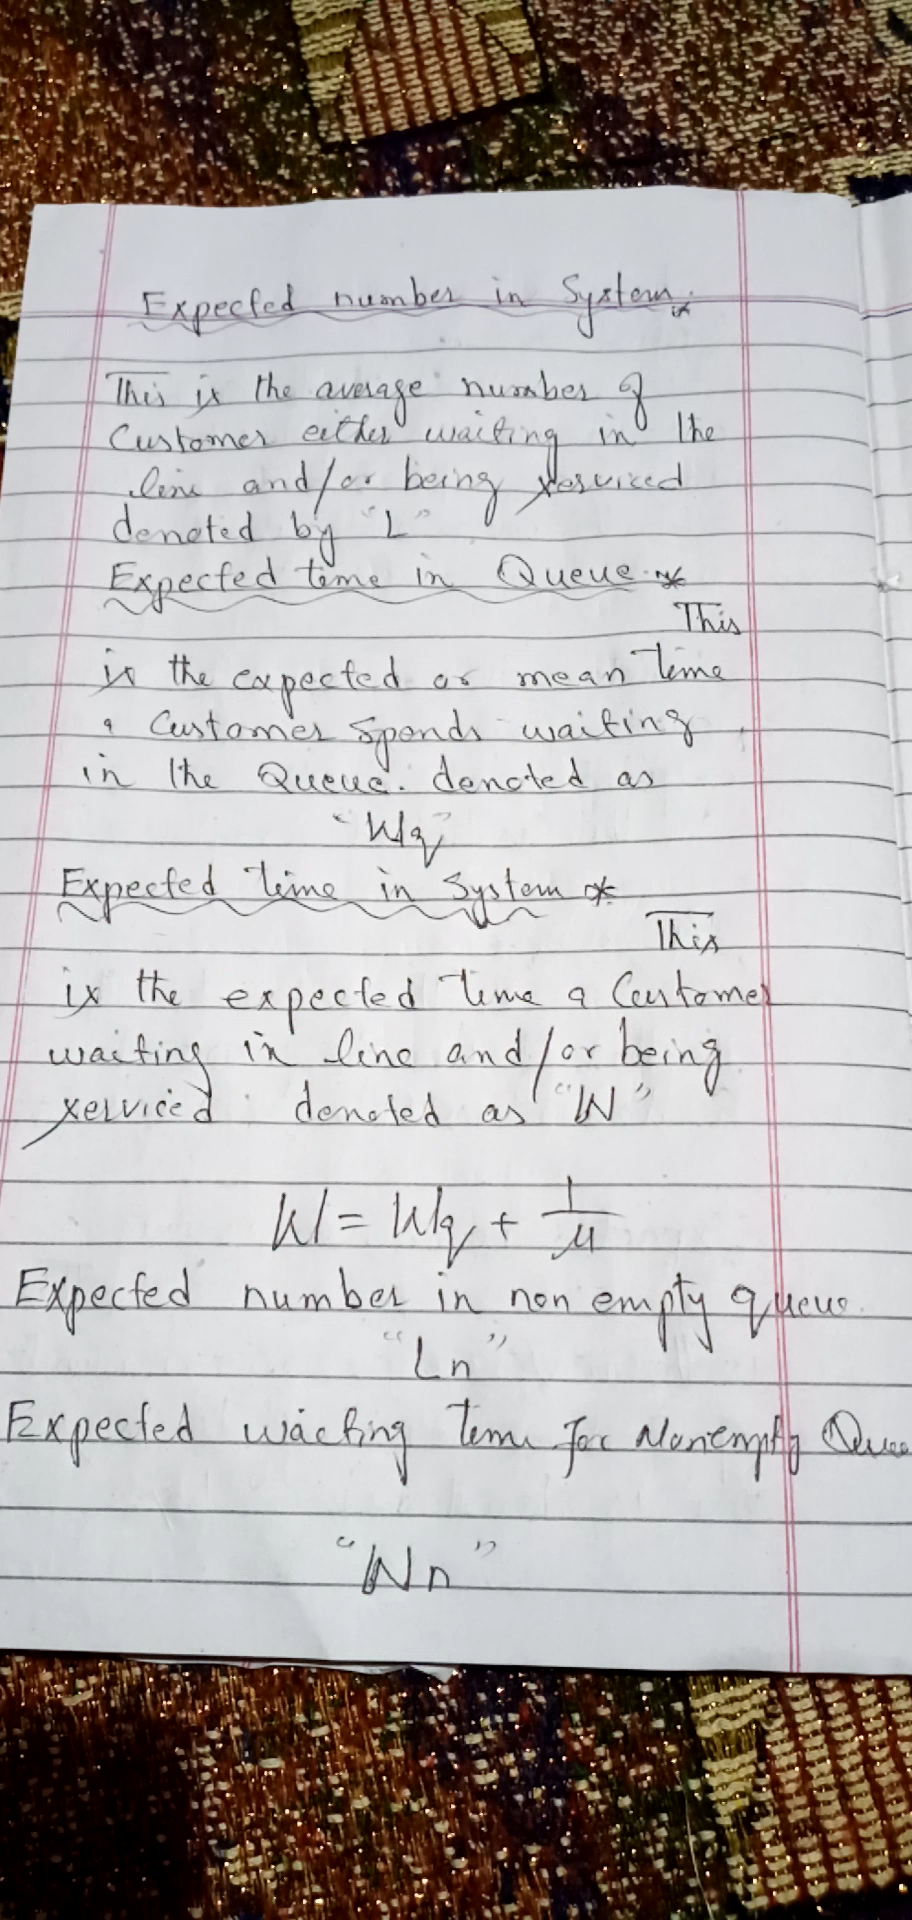 Expected number in System *
This is the average number of
Customer either waiting in the
line and/or being serviced
denoted by "L"
Expected time in Queue *
This
is the expected or mean time
a Customer Spends waiting
in the Queue. denoted as
"Wq"
Expected time in System *
This
is the expected time a Customer
waiting in line and/or being
serviced denoted as "W"
W = Wq + 1/μ
Expected number in non empty queue.
"Ln"
Expected waiting time for Nonempty
"Wn"